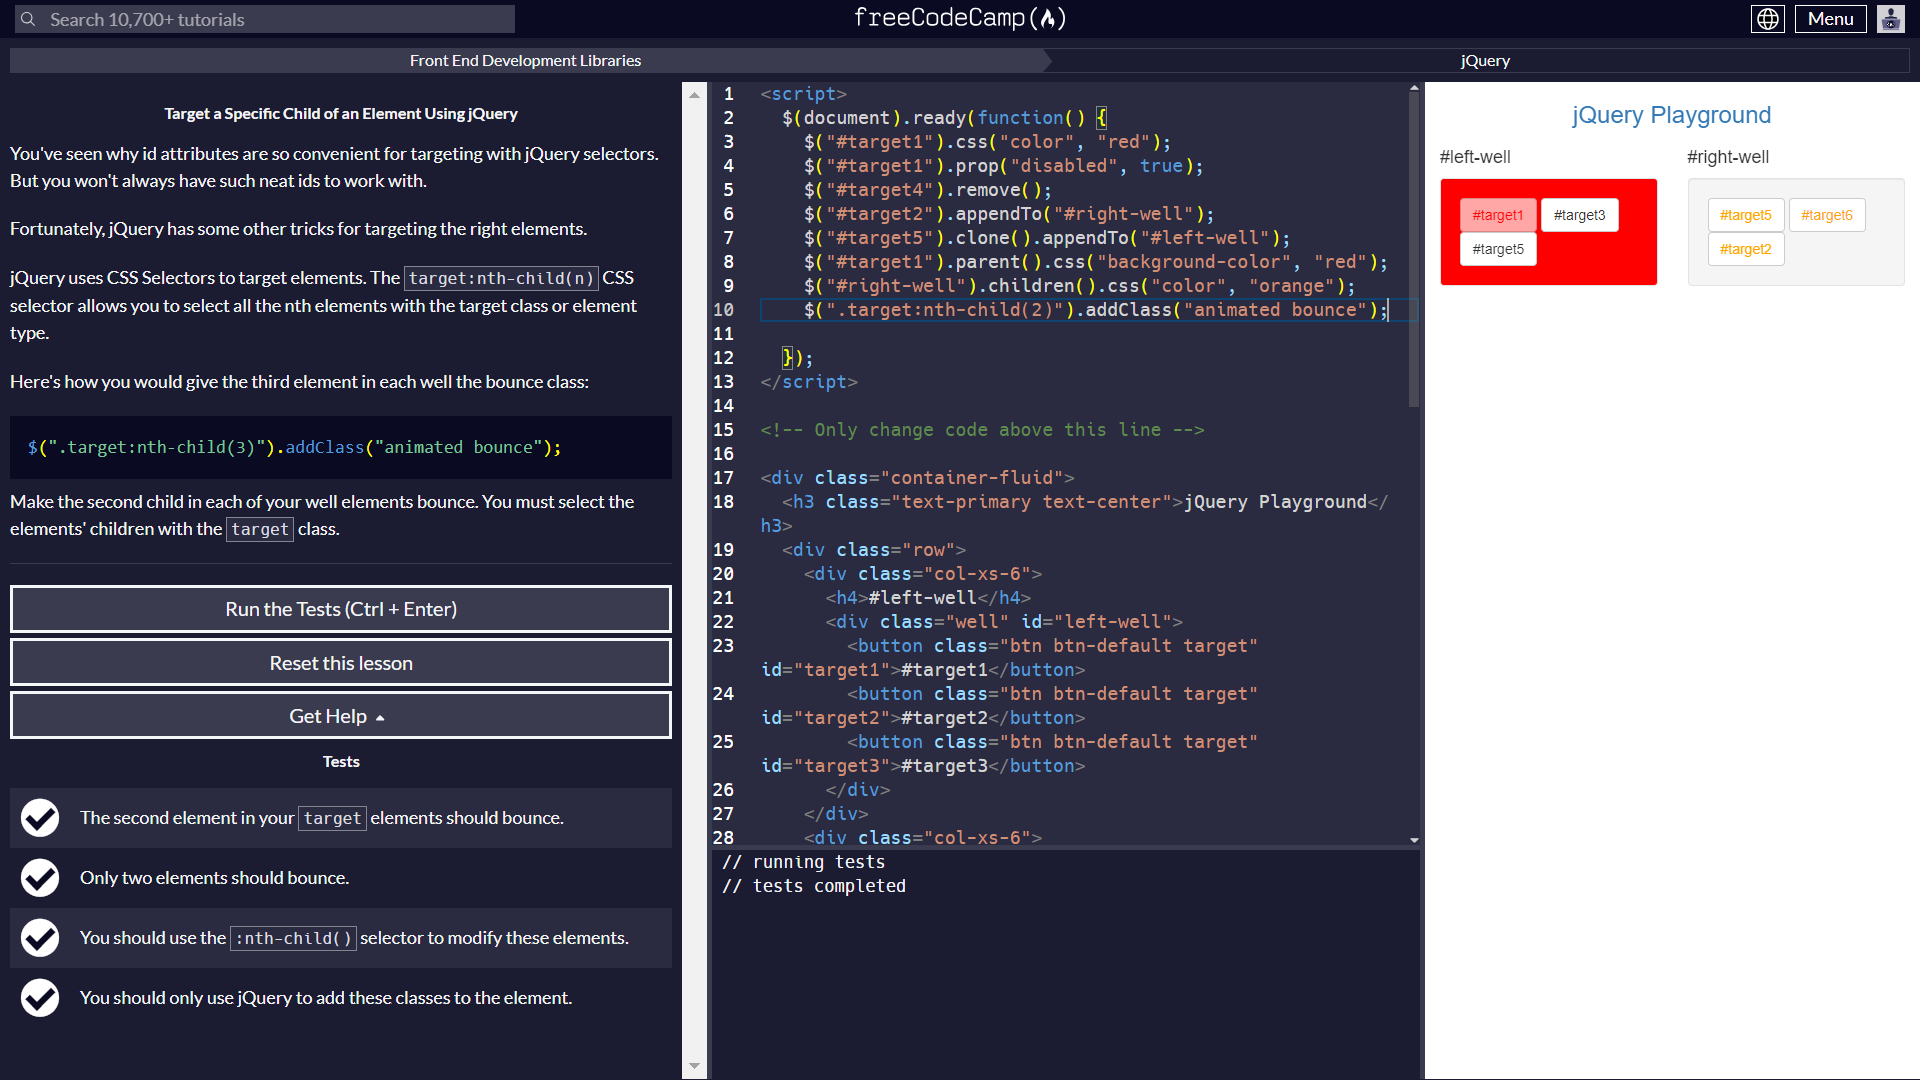 Search 10,700+ tutorials
freeCodeCamp
Menu
Front End Development Libraries
jQuery
Target a Specific Child of an Element Using jQuery
You've seen why id attributes are so convenient for targeting with jQuery selectors.
But you won't always have such neat ids to work with.
Fortunately, jQuery has some other tricks for targeting the right elements.
jQuery uses CSS Selectors to target elements. The target:nth-child(n) CSS
selector allows you to select all the nth elements with the target class or element
type.
Here's how you would give the third element in each well the bounce class:
$(".target:nth-child(3)").addClass("animated bounce");
Make the second child in each of your well elements bounce. You must select the
elements' children with the target class.
Run the Tests (Ctrl + Enter)
Reset this lesson
Get Help
Tests
The second element in your target elements should bounce.
Only two elements should bounce.
You should use the :nth-child() selector to modify these elements.
You should only use jQuery to add these classes to the element.
1 <script>
2 $(document).ready(function() {
3 $("#target1").css("color", "red");
4 $("#target1").prop("disabled", true);
5 $("#target4").remove();
6 $("#target2").appendTo("#right-well");
7 $("#target5").clone().appendTo("#left-well");
8 $("#target1").parent().css("background-color", "red");
9 $("#right-well").children().css("color", "orange");
10 $(".target:nth-child(2)").addClass("animated bounce");
11
12 });
13 </script>
14
15 <!-- Only change code above this line -->
16
17 <div class="container-fluid">
18 <h3 class="text-primary text-center">jQuery Playground</
h3>
19 <div class="row">
20 <div class="col-xs-6">
21 <h4>#left-well</h4>
22 <div class="well" id="left-well">
23 <button class="btn btn-default target"
id="target1">#target1</button>
24 <button class="btn btn-default target"
id="target2">#target2</button>
25 <button class="btn btn-default target"
id="target3">#target3</button>
26 </div>
27 </div>
28 <div class="col-xs-6">
// running tests
// tests completed
jQuery Playground
#left-well
#target1 #target3
#target5
#right-well
#target5 #target6
#target2